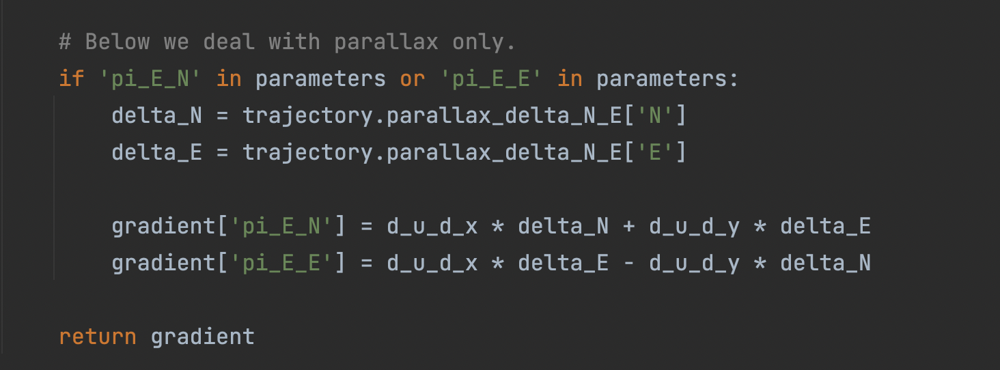 # Below we deal with parallax only.
if 'pi_E_N' in parameters or 'pi_E_E' in parameters:
    delta_N = trajectory.parallax_delta_N_E['N']
    delta_E = trajectory.parallax_delta_N_E['E']

    gradient['pi_E_N'] = d_u_d_x * delta_N + d_u_d_y * delta_E
    gradient['pi_E_E'] = d_u_d_x * delta_E - d_u_d_y * delta_N

return gradient